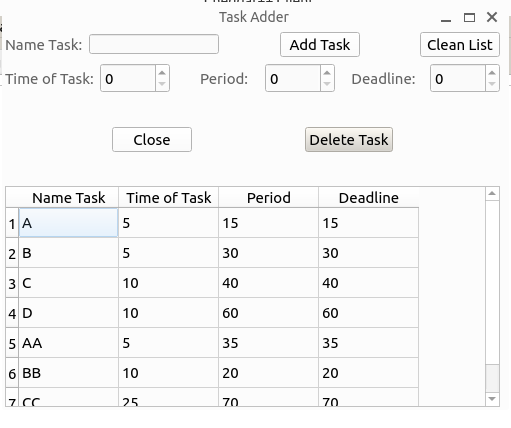 Task Adder
Name Task: Add Task Clean List
Time of Task: 0 Period: 0 Deadline: 0
Close Delete Task
Name Task Time of Task Period Deadline
1 A 5 15 15
2 B 5 30 30
3 C 10 40 40
4 D 10 60 60
5 AA 5 35 35
6 BB 10 20 20
7 CC 25 70 70